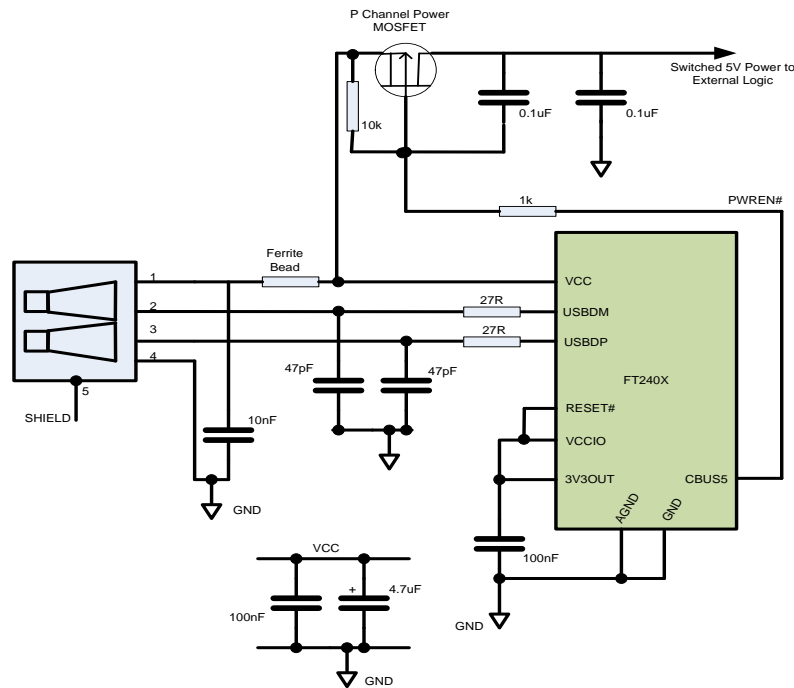 P Channel Power
MOSFET
Switched 5V Power to
External Logic
0.1uF
0.1uF
10k
1k
PWREN#
Ferrite
Bead
1
VCC
2
27R
USBDM
3
27R
USBDP
4
47pF
47pF
FT240X
5
SHIELD
RESET#
10nF
VCCIO
3V3OUT
CBUS5
GND
AGND
GND
VCC
100nF
+
4.7uF
100nF
GND
GND